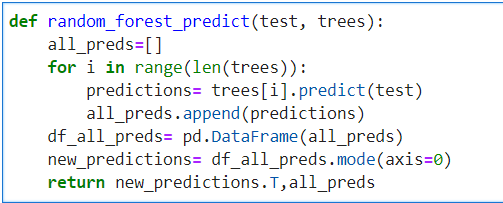 def random_forest_predict(test, trees):
    all_preds=[]
    for i in range(len(trees)):
        predictions= trees[i].predict(test)
        all_preds.append(predictions)
    df_all_preds= pd.DataFrame(all_preds)
    new_predictions= df_all_preds.mode(axis=0)
    return new_predictions.T,all_preds